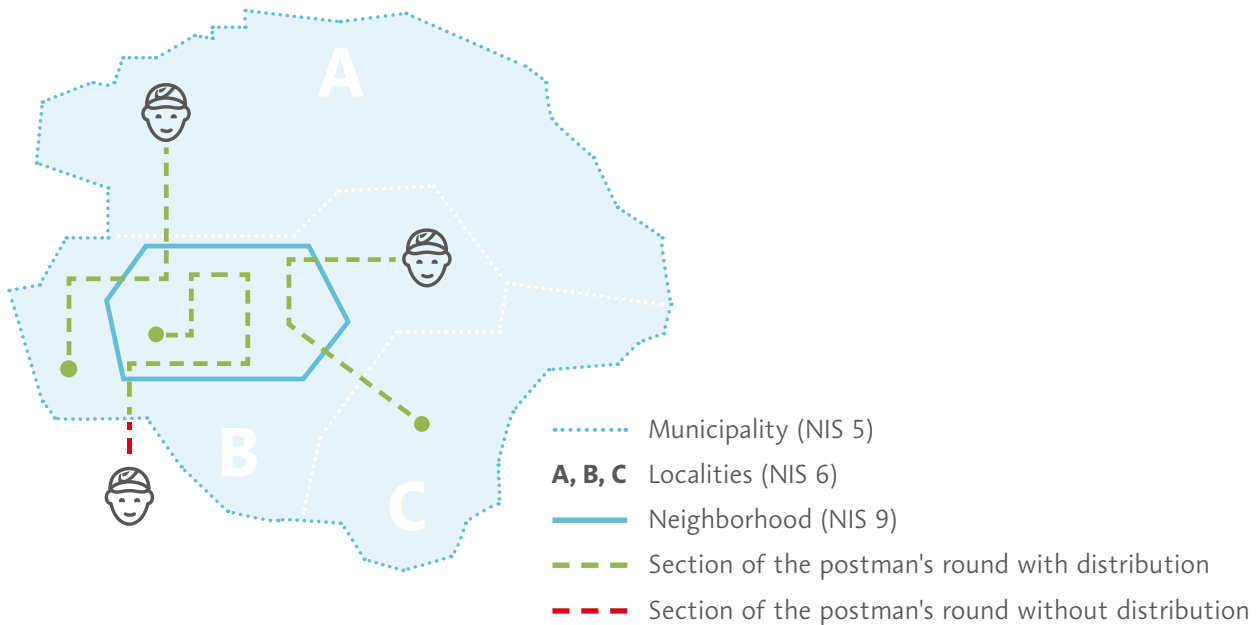 A
B
C
Municipality (NIS 5)
A, B, C Localities (NIS 6)
Neighborhood (NIS 9)
Section of the postman's round with distribution
Section of the postman's round without distribution